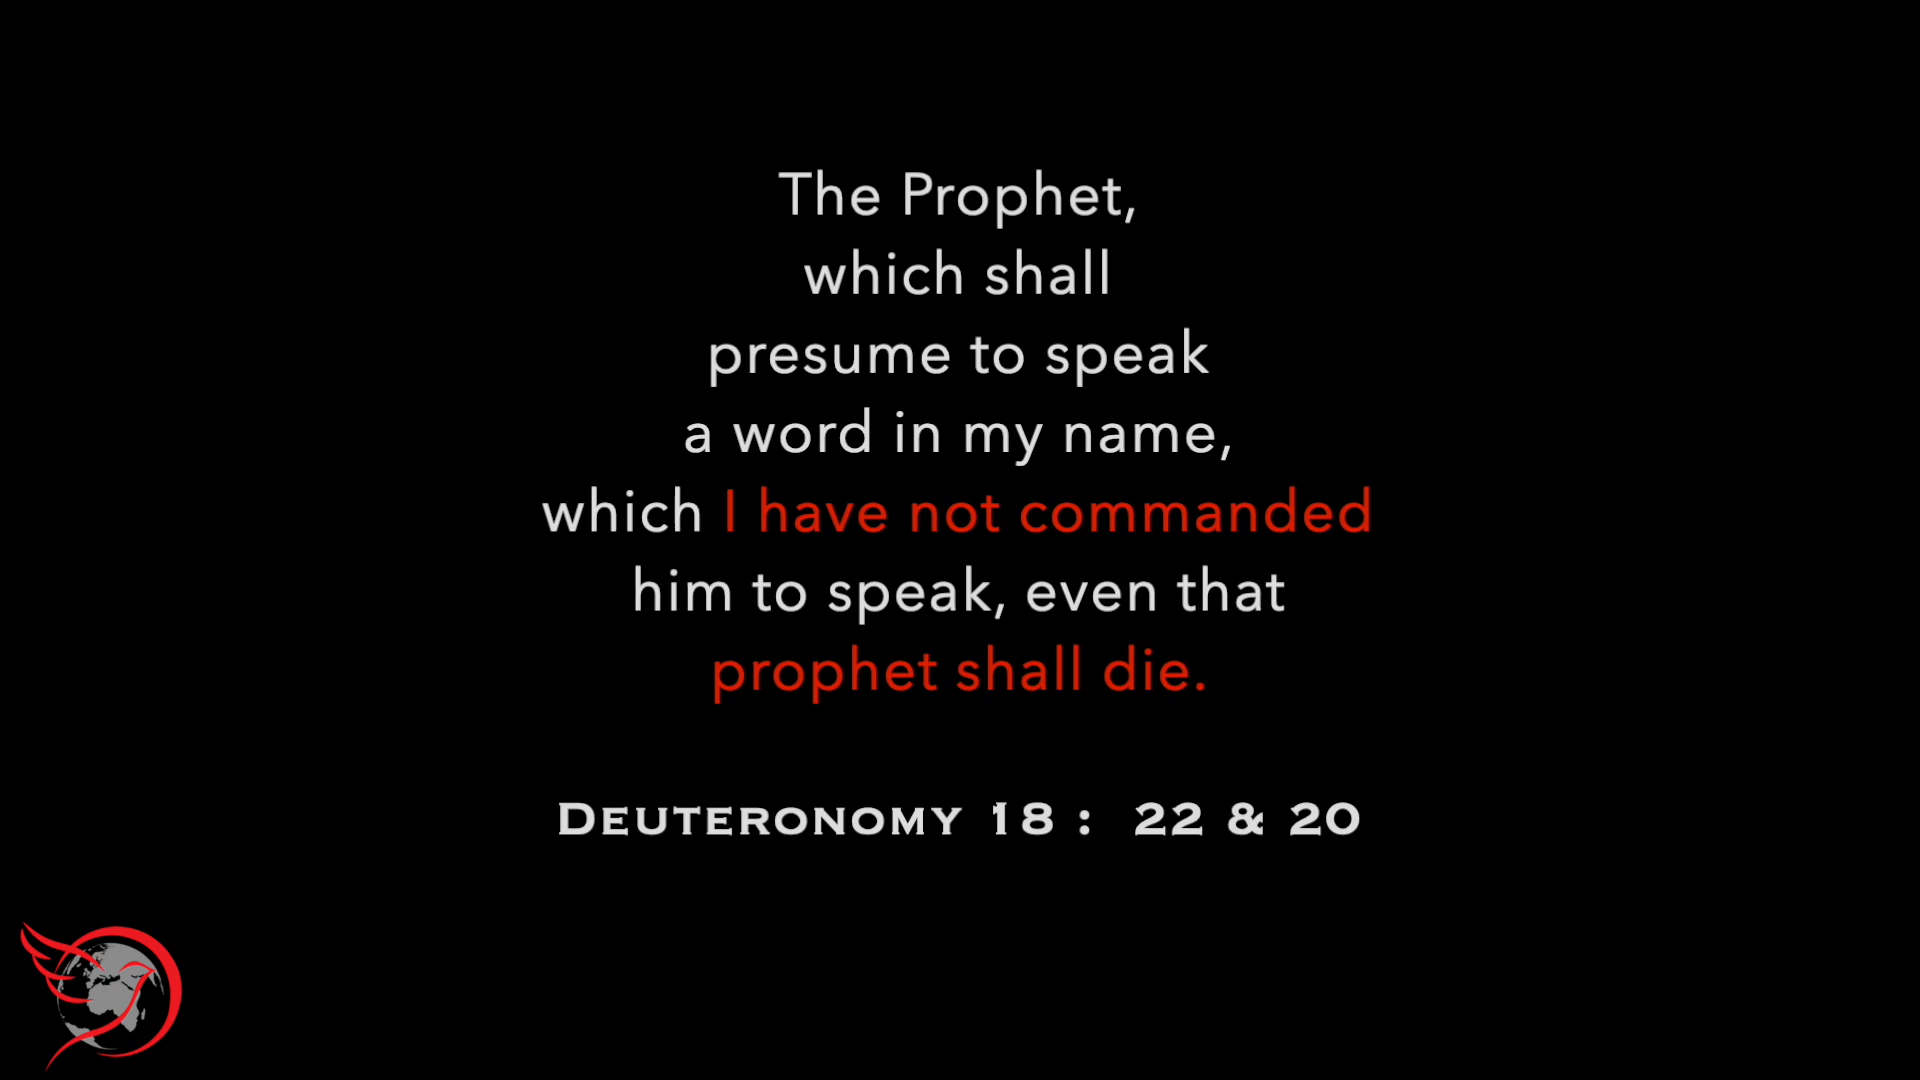 The Prophet,
which shall
presume to speak
a word in my name,
which I have not commanded
him to speak, even that
prophet shall die.
DEUTERONOMY 18 : 22 & 20